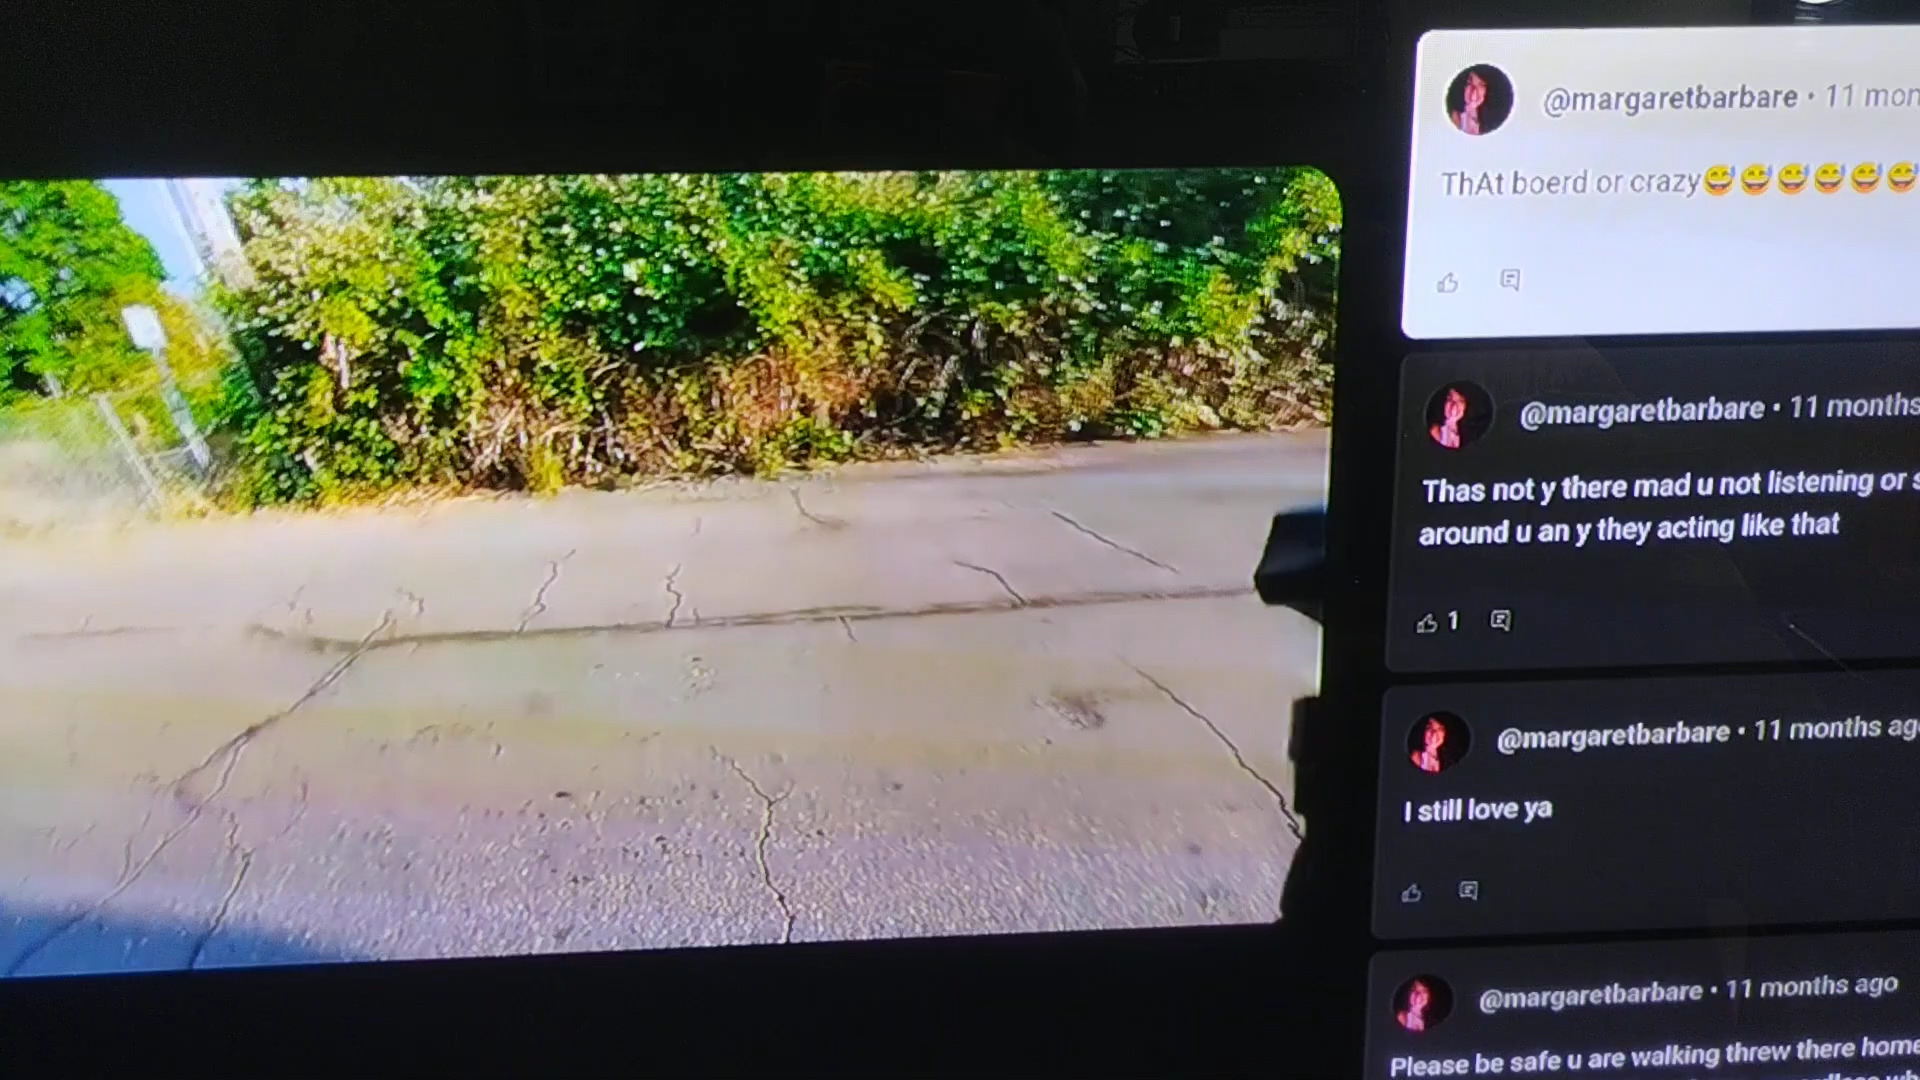 @margaretbarbare • 11 mon
ThAt boerd or crazy😅😅😅😅😅😅
@margaretbarbare • 11 months
Thas not y there mad u not listening or s
around u an y they acting like that
1
@margaretbarbare • 11 months ag
I still love ya
@margaretbarbare • 11 months ago
Please be safe u are walking threw there home